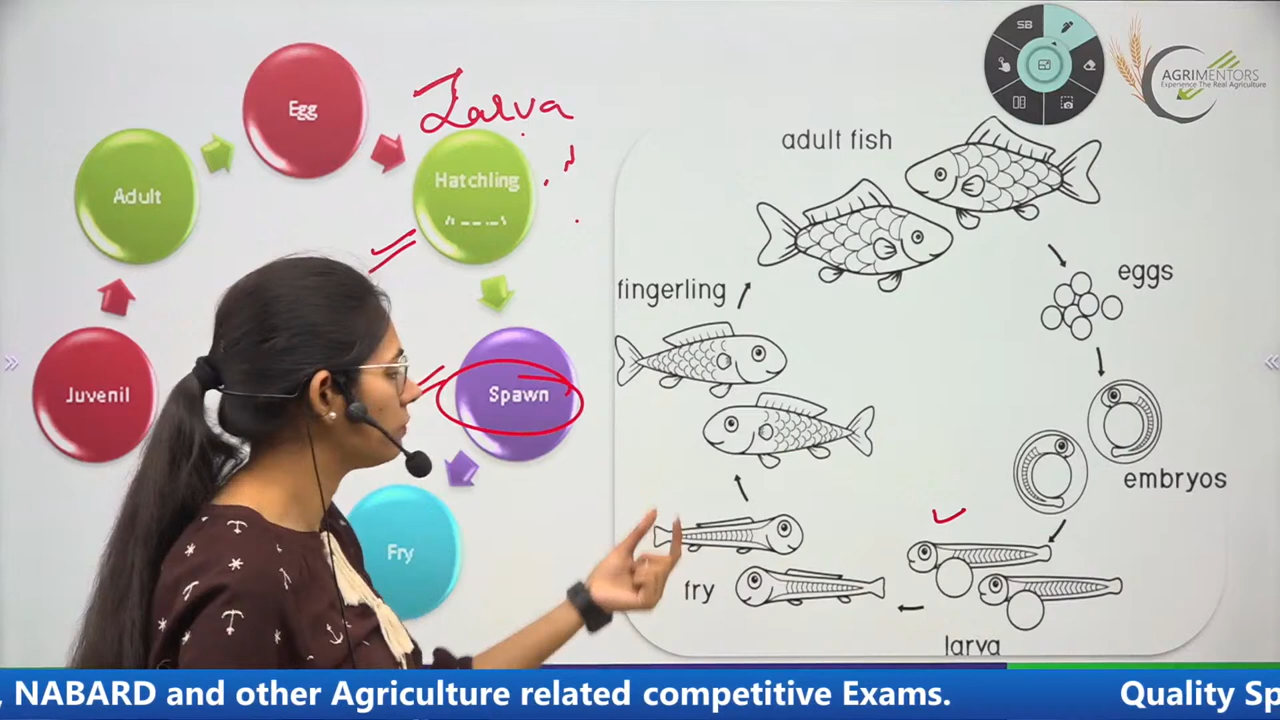 SB
AGRIMENTORS
Experience The Real Agriculture
Larva
Egg
Hatchling
Adult
Spawn
Juvenil
Fry
adult fish
eggs
fingerling
embryos
fry
larva
, NABARD and other Agriculture related competitive Exams.
Quality Sp